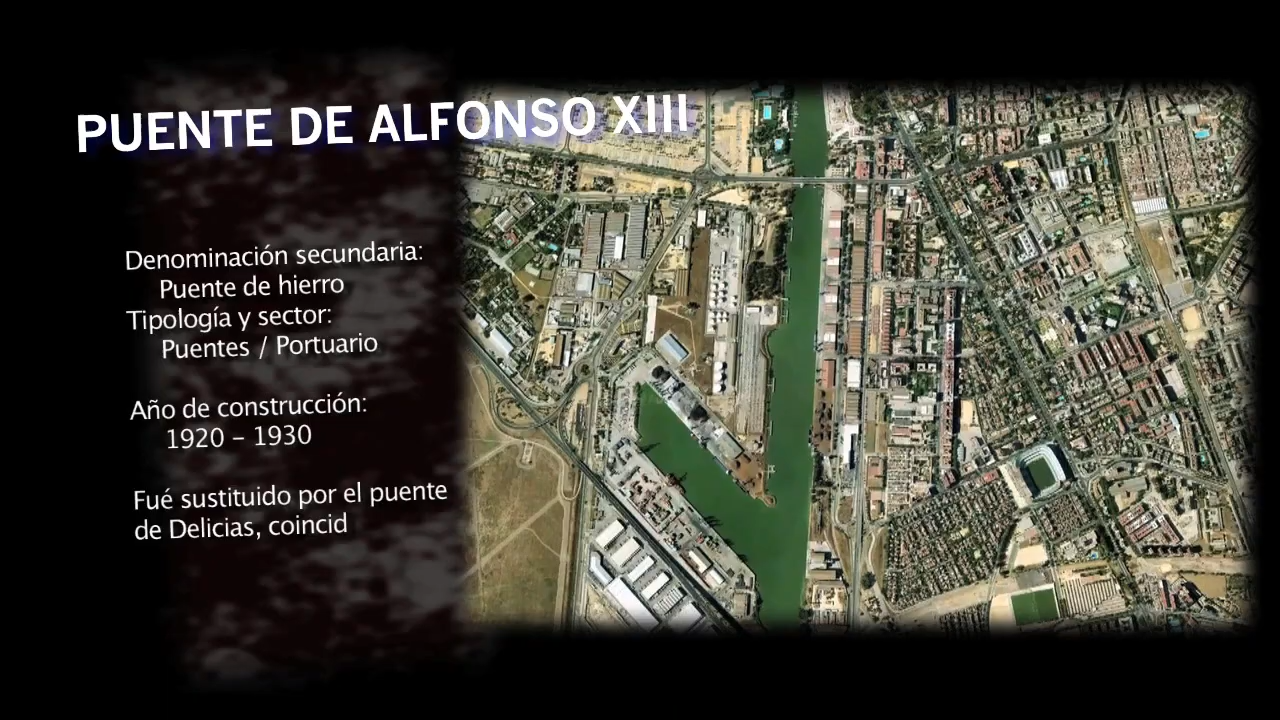 PUENTE DE ALFONSO XIII
Denominación secundaria:
Puente de hierro
Tipología y sector:
Puentes / Portuario
Año de construcción:
1920 – 1930
Fué sustituido por el puente
de Delicias, coincid